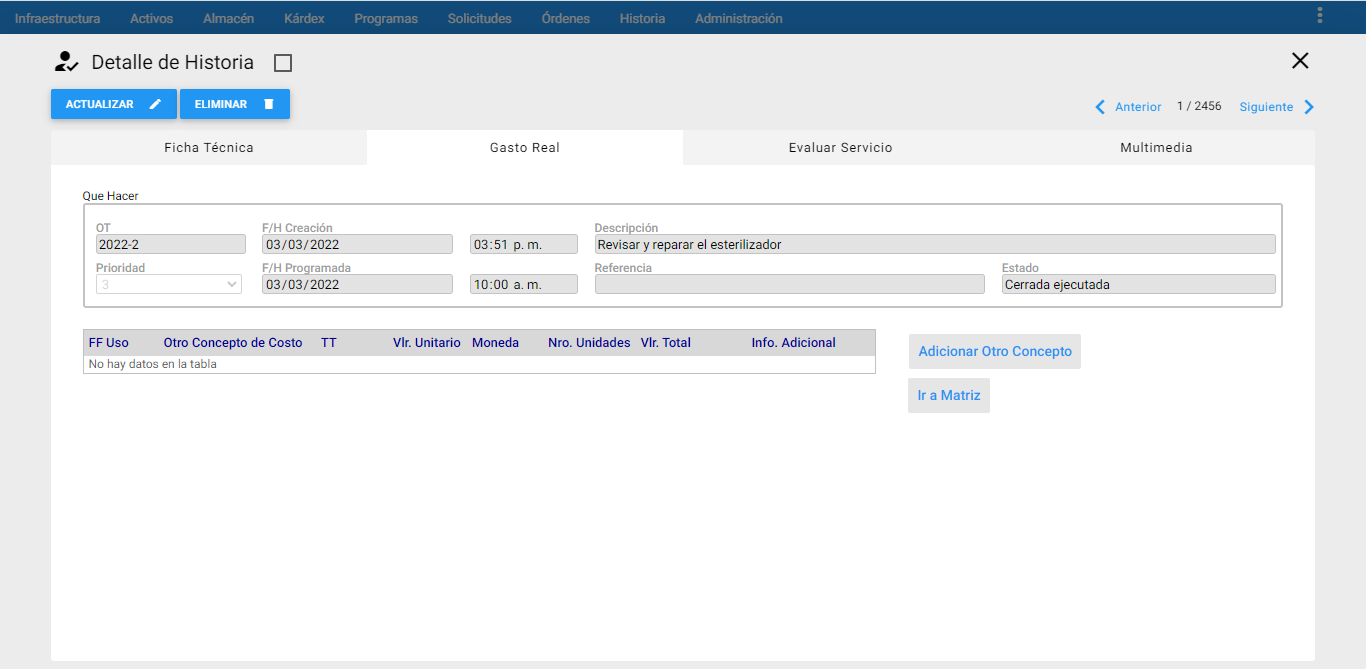 Infraestructura Activos Almacén Kárdex Programas Solicitudes Órdenes Historia Administración
Detalle de Historia
ACTUALIZAR ELIMINAR
Anterior 1 / 2456 Siguiente
Ficha Técnica Gasto Real Evaluar Servicio Multimedia
Que Hacer
OT F/H Creación Descripción
2022-2 03/03/2022 03:51 p. m. Revisar y reparar el esterilizador
Prioridad F/H Programada Referencia Estado
3 03/03/2022 10:00 a. m. Cerrada ejecutada
FF Uso Otro Concepto de Costo TT Vlr. Unitario Moneda Nro. Unidades Vlr. Total Info. Adicional
No hay datos en la tabla
Adicionar Otro Concepto
Ir a Matriz